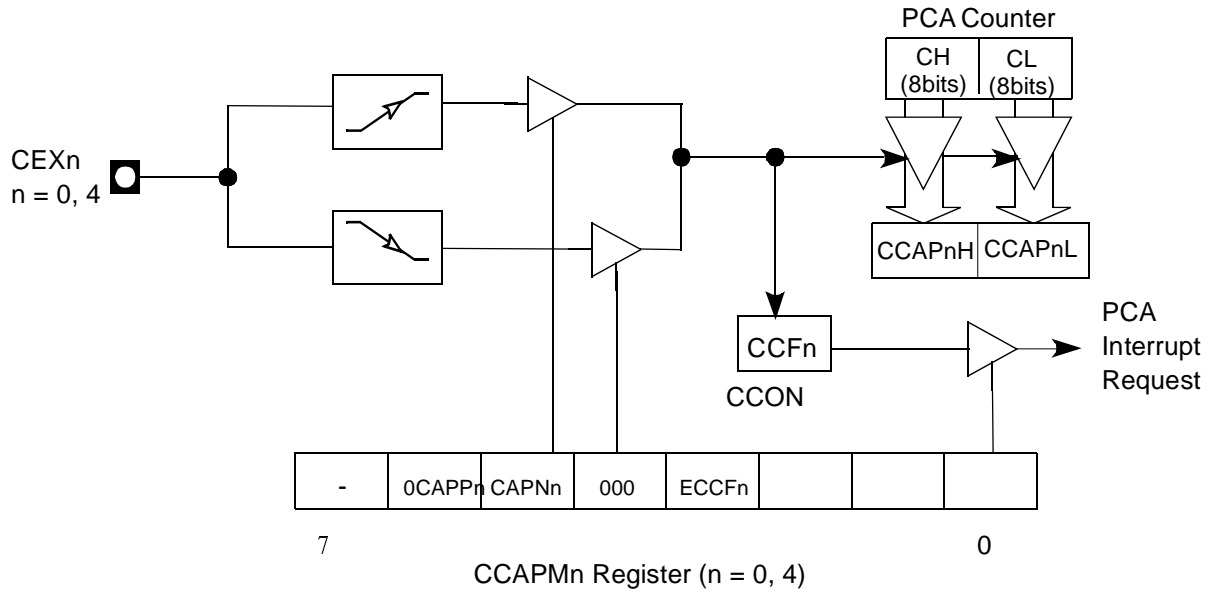 PCA Counter
CH
(8bits)
CL
(8bits)
CEXn
n = 0, 4
CCAPnH
CCAPnL
CCFn
CCON
PCA
Interrupt
Request
-
0CAPPn
CAPNn
000
ECCFn
7
0
CCAPMn Register (n = 0, 4)